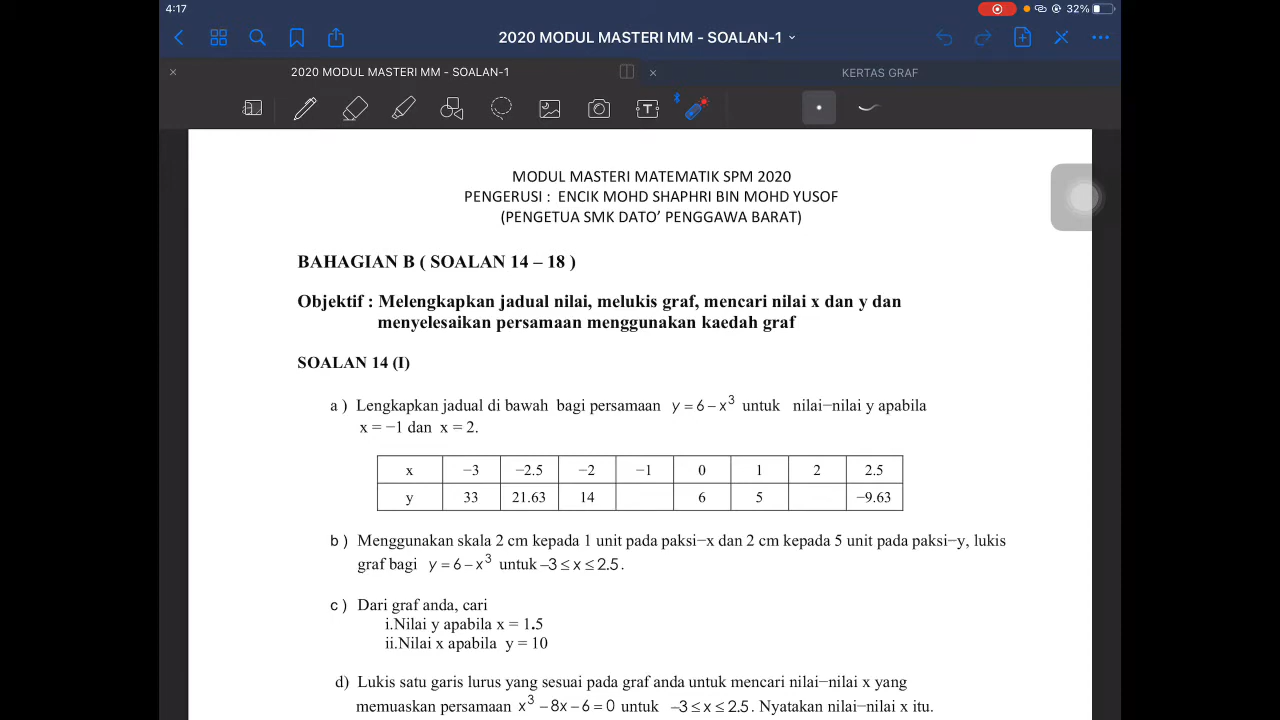 4:17
32%
2020 MODUL MASTERI MM - SOALAN-1
2020 MODUL MASTERI MM - SOALAN-1
KERTAS GRAF
MODUL MASTERI MATEMATIK SPM 2020
PENGERUSI : ENCIK MOHD SHAPHRI BIN MOHD YUSOF
(PENGETUA SMK DATO’ PENGGAWA BARAT)
BAHAGIAN B ( SOALAN 14 – 18 )
Objektif : Melengkapkan jadual nilai, melukis graf, mencari nilai x dan y dan
menyelesaikan persamaan menggunakan kaedah graf
SOALAN 14 (I)
a ) Lengkapkan jadual di bawah bagi persamaan y = 6 – x³ untuk nilai−nilai y apabila
x = −1 dan x = 2.
x −3 −2.5 −2 −1 0 1 2 2.5
y 33 21.63 14 6 5 −9.63
b ) Menggunakan skala 2 cm kepada 1 unit pada paksi−x dan 2 cm kepada 5 unit pada paksi−y, lukis
graf bagi y = 6 – x³ untuk –3 ≤ x ≤ 2.5 .
c ) Dari graf anda, cari
i.Nilai y apabila x = 1.5
ii.Nilai x apabila y = 10
d) Lukis satu garis lurus yang sesuai pada graf anda untuk mencari nilai−nilai x yang
memuaskan persamaan x³ –8x – 6 = 0 untuk –3 ≤ x ≤ 2.5 . Nyatakan nilai−nilai x itu.